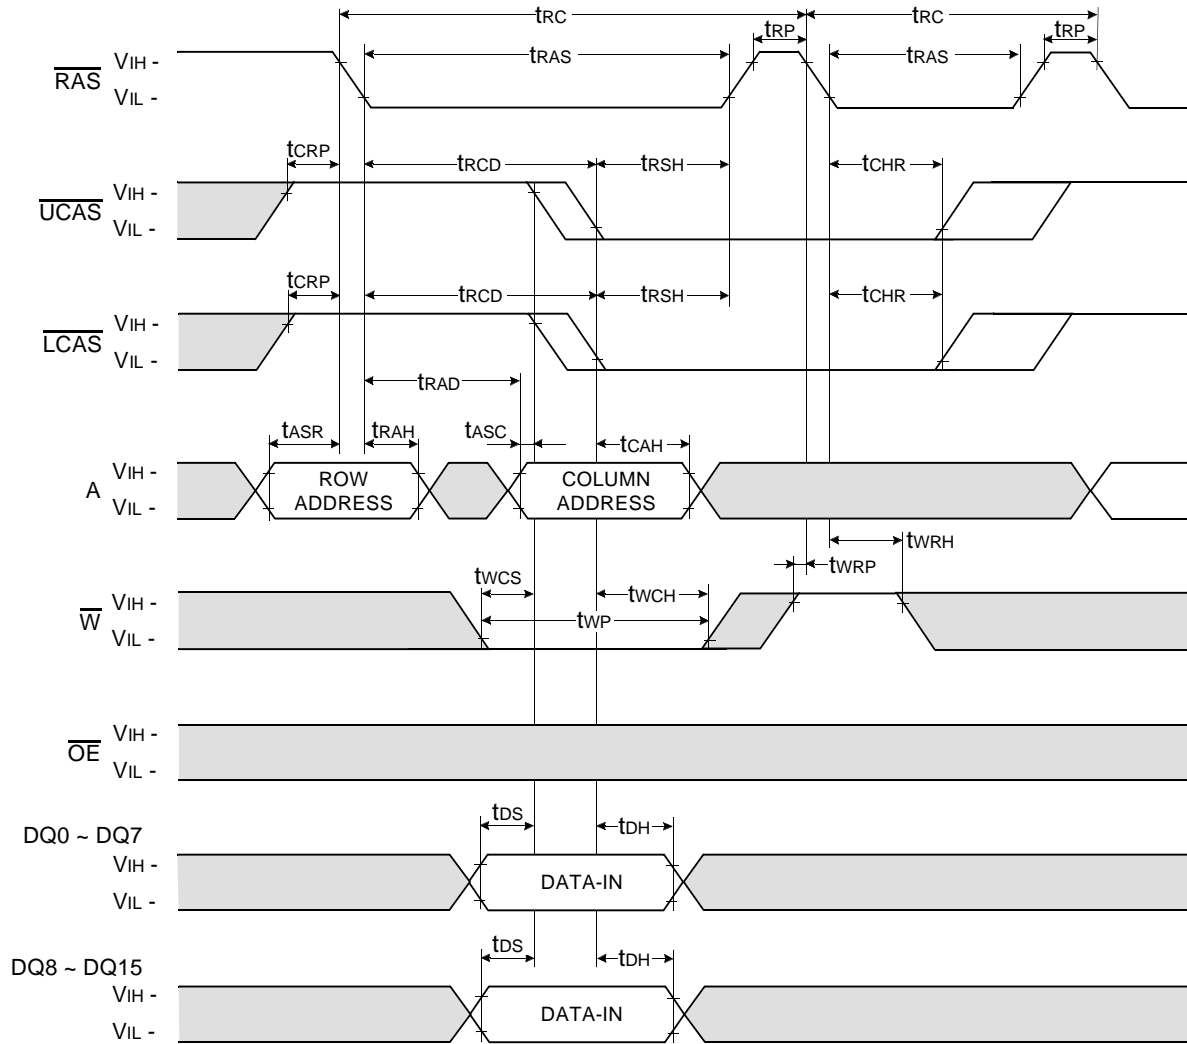 tRC tRC
tRP tRP
tRAS tRAS
RAS
VIH -
VIL -
tCRP tRCD tRSH tCHR
UCAS
VIH -
VIL -
tCRP tRCD tRSH tCHR
LCAS
VIH -
VIL -
tRAD
tASR tRAH tASC tCAH
A
VIH -
VIL -
ROW
ADDRESS
COLUMN
ADDRESS
tWRH
tWRP
tWCS tWCH
tWP
W
VIH -
VIL -
OE
VIH -
VIL -
tDS tDH
DQ0 ~ DQ7
VIH -
VIL -
DATA-IN
tDS tDH
DQ8 ~ DQ15
VIH -
VIL -
DATA-IN